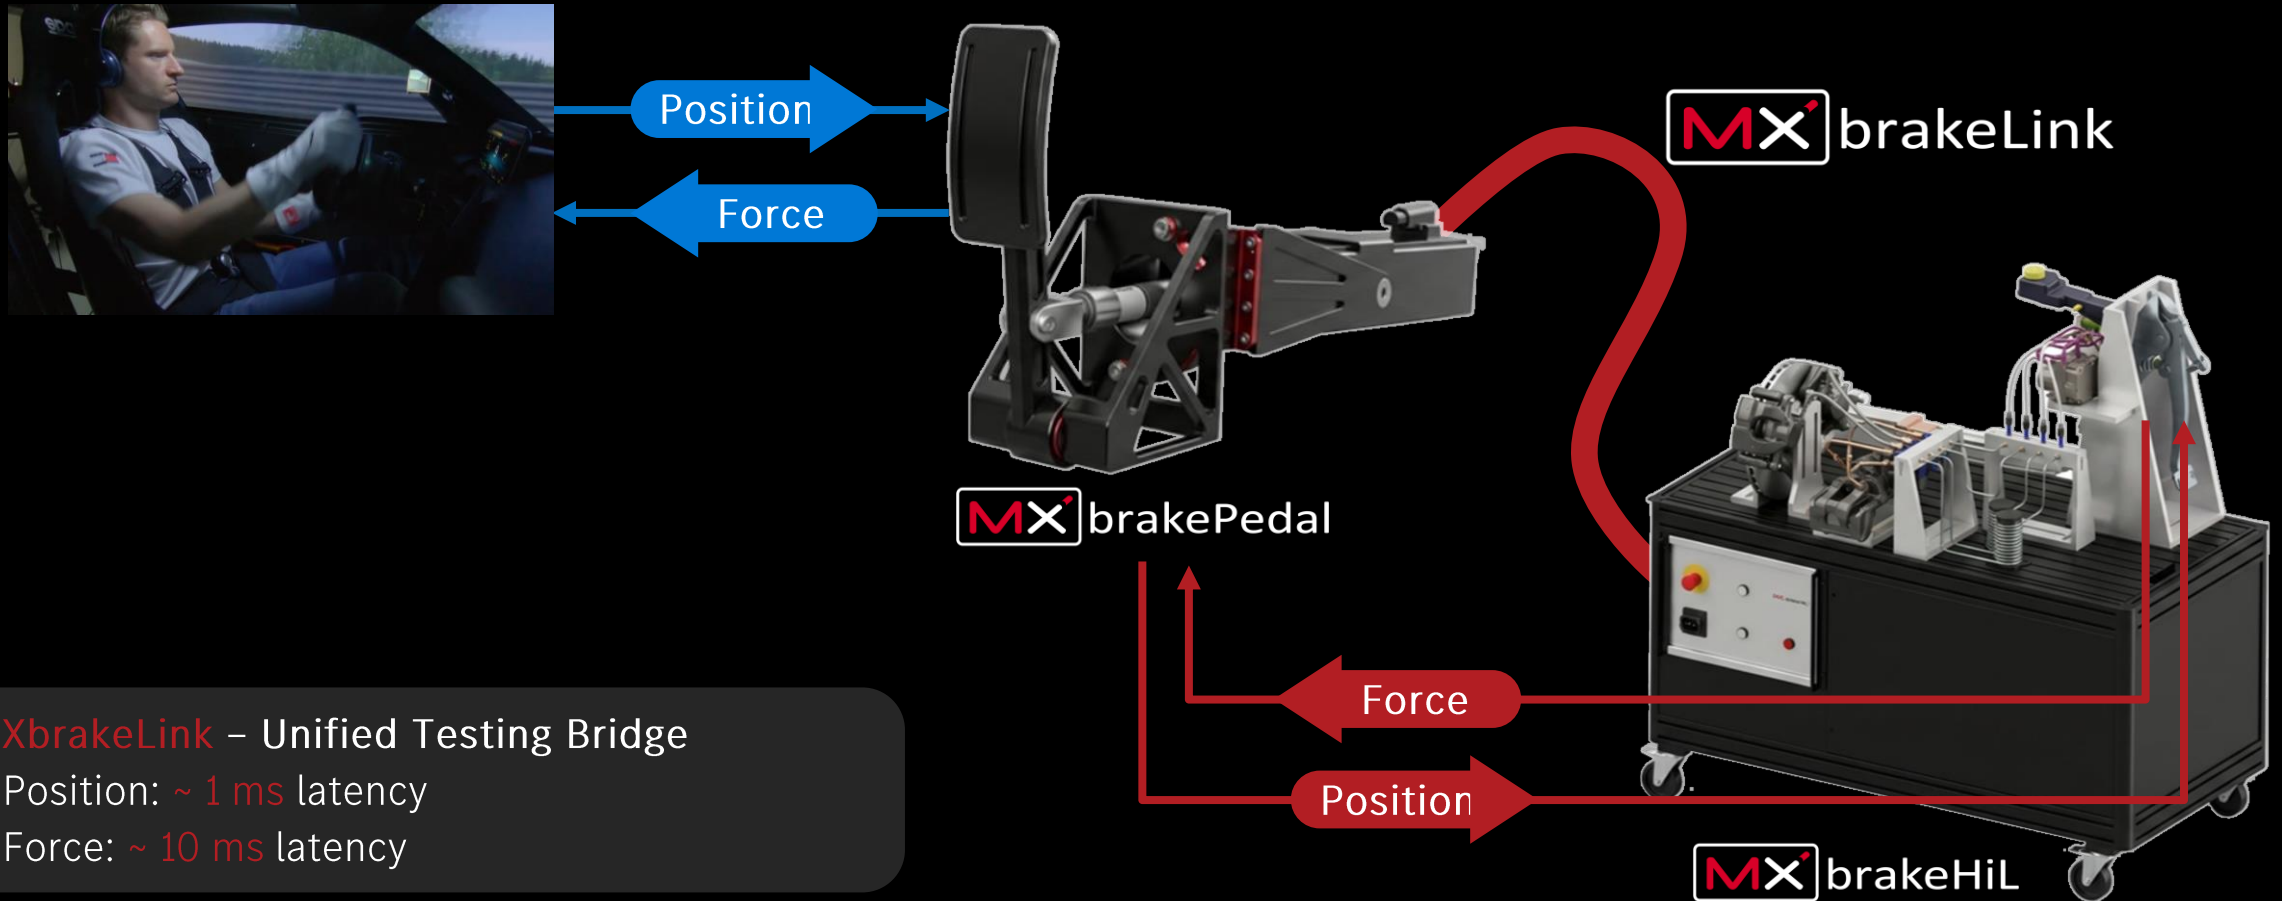 Position
Force
MX brakeLink
MX brakePedal
Force
Position
MX brakeHiL
XbrakeLink – Unified Testing Bridge
Position: ~ 1 ms latency
Force: ~ 10 ms latency